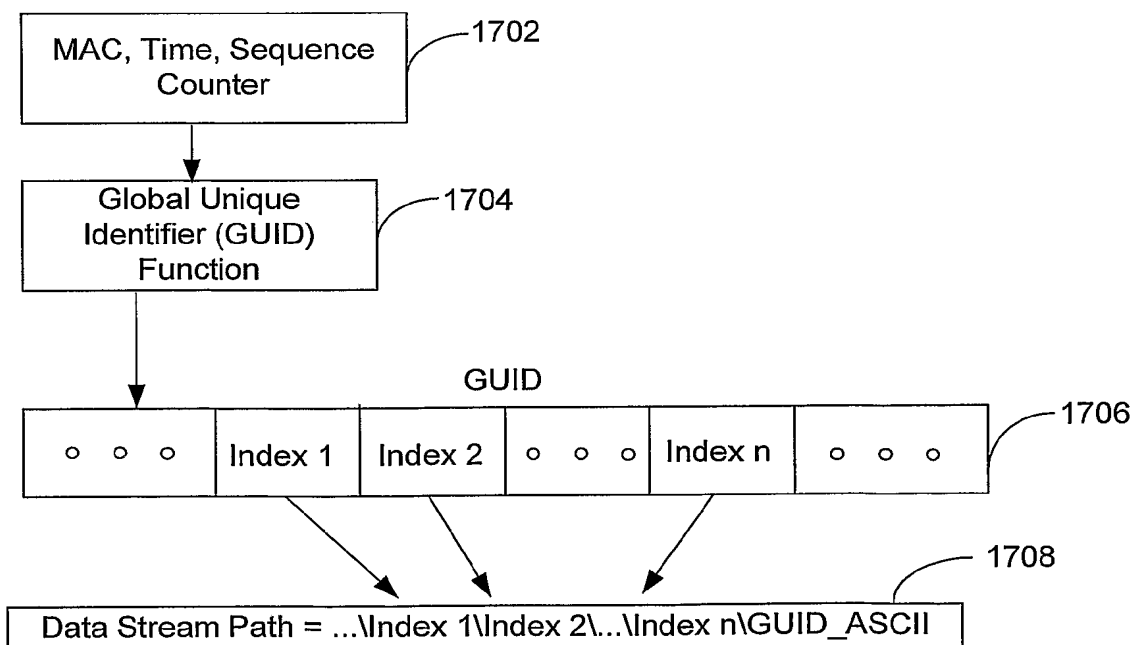 MAC, Time, Sequence
Counter
1702
Global Unique
Identifier (GUID)
Function
1704
GUID
Index 1
Index 2
Index n
1706
1708
Data Stream Path = ...\Index 1\Index 2\...\Index n\GUID_ASCII